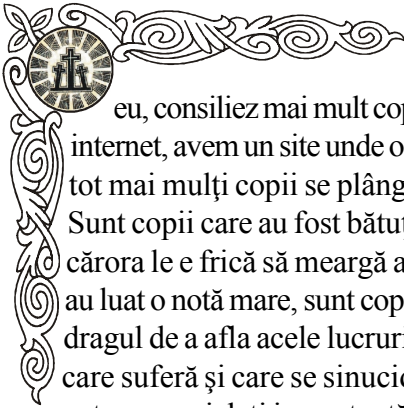 eu, consiliez mai mult cop
internet, avem un site unde o
tot mai mulţi copii se plâng
Sunt copii care au fost bătuţ
cărora le e frică să meargă a
au luat o notă mare, sunt cop
dragul de a afla acele lucruri
care suferă şi care se sinucid